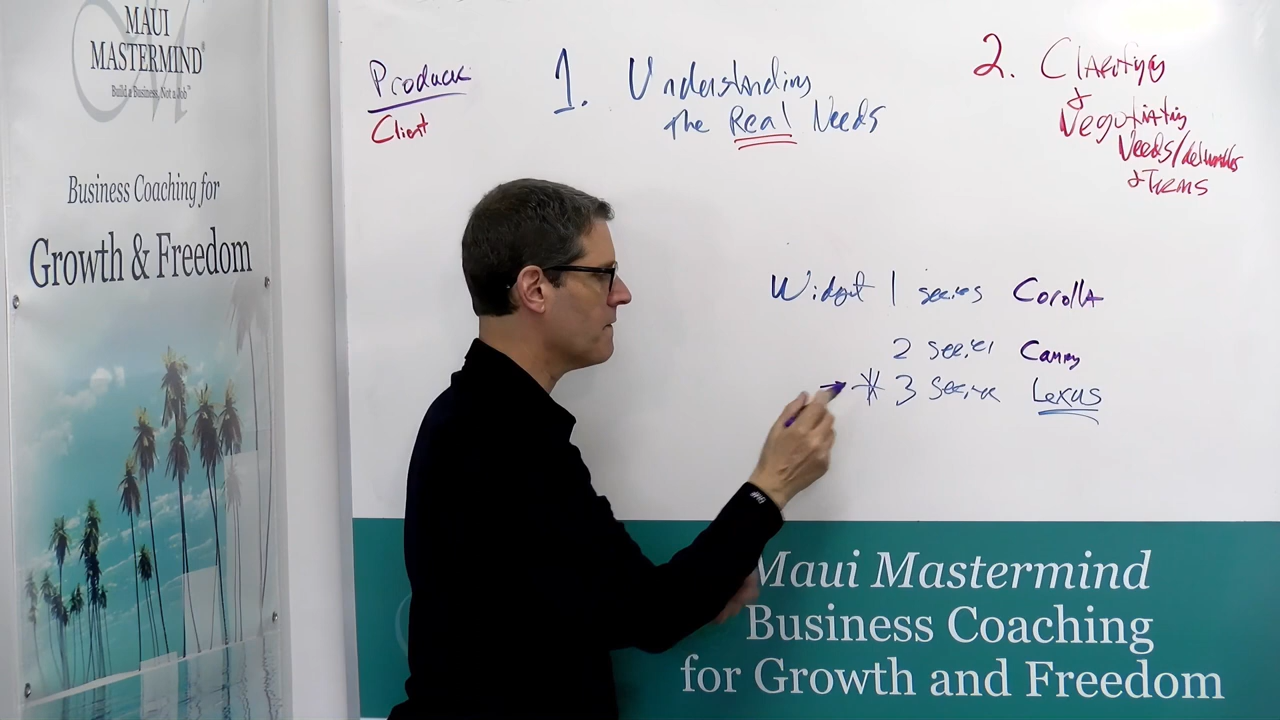 MAUI
MASTERMIND®
Build a Business, Not a Job™
Business Coaching for
Growth & Freedom
Product
Client
1. Understanding
the Real Needs
2. Clarifying
&
Negotiating
Needs/
& Terms
Widget 1 series Corolla
2 series Camry
* 3 series Lexus
Maui Mastermind
Business Coaching
for Growth and Freedom